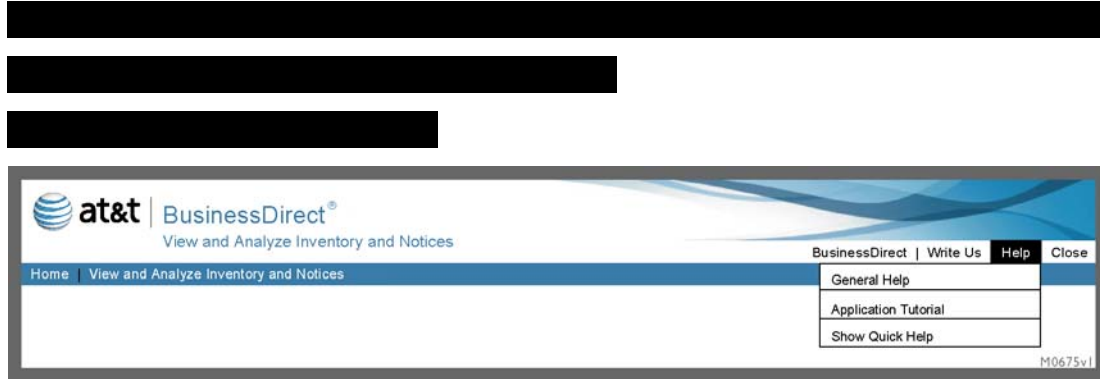 at&t | BusinessDirect®
View and Analyze Inventory and Notices
BusinessDirect | Write Us Help Close
Home | View and Analyze Inventory and Notices
General Help
Application Tutorial
Show Quick Help
M0675v1